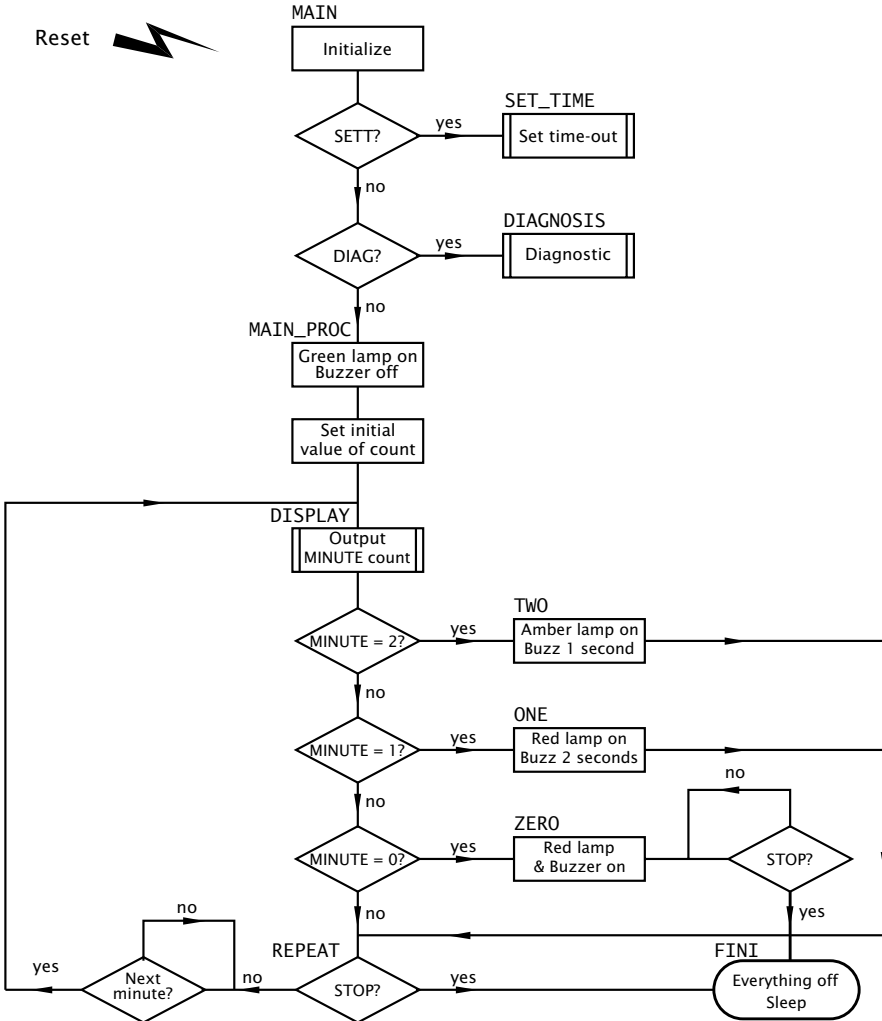 MAIN
Reset
Initialize
SET_TIME
SETT?
yes
Set time-out
no
DIAGNOSIS
DIAG?
yes
Diagnostic
no
MAIN_PROC
Green lamp on
Buzzer off
Set initial
value of count
DISPLAY
Output
MINUTE count
TWO
MINUTE = 2?
yes
Amber lamp on
Buzz 1 second
no
ONE
MINUTE = 1?
yes
Red lamp on
Buzz 2 seconds
no
no
ZERO
MINUTE = 0?
yes
Red lamp
& Buzzer on
STOP?
no
yes
no
REPEAT
FINI
yes
Next
minute?
no
STOP?
yes
Everything off
Sleep